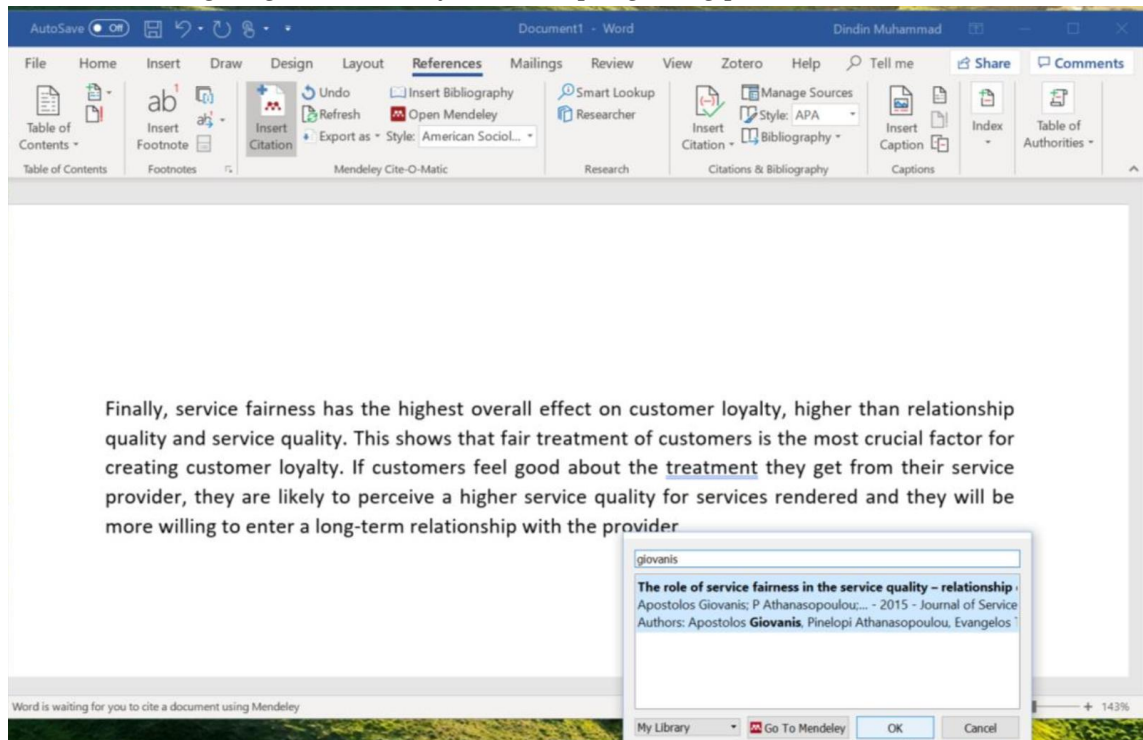 AutoSave Off
Document1 - Word
Dindin Muhammad
File Home Insert Draw Design Layout References Mailings Review View Zotero Help Tell me Share Comments
Table of Contents
ab1 Insert Footnote
Insert Citation
Undo
Refresh
Export as
Insert Bibliography
Open Mendeley
Style: American Sociol...
Smart Lookup
Researcher
Insert Citation
Manage Sources
Style: APA
Bibliography
Insert Caption
Index
Table of Authorities
Table of Contents Footnotes Mendeley Cite-O-Matic Research Citations & Bibliography Captions
Finally, service fairness has the highest overall effect on customer loyalty, higher than relationship
quality and service quality. This shows that fair treatment of customers is the most crucial factor for
creating customer loyalty. If customers feel good about the treatment they get from their service
provider, they are likely to perceive a higher service quality for services rendered and they will be
more willing to enter a long-term relationship with the provider
giovanis
The role of service fairness in the service quality – relationship
Apostolos Giovanis; P Athanasopoulou;... - 2015 - Journal of Service
Authors: Apostolos Giovanis, Pinelopi Athanasopoulou, Evangelos
My Library Go To Mendeley OK Cancel
Word is waiting for you to cite a document using Mendeley
143%